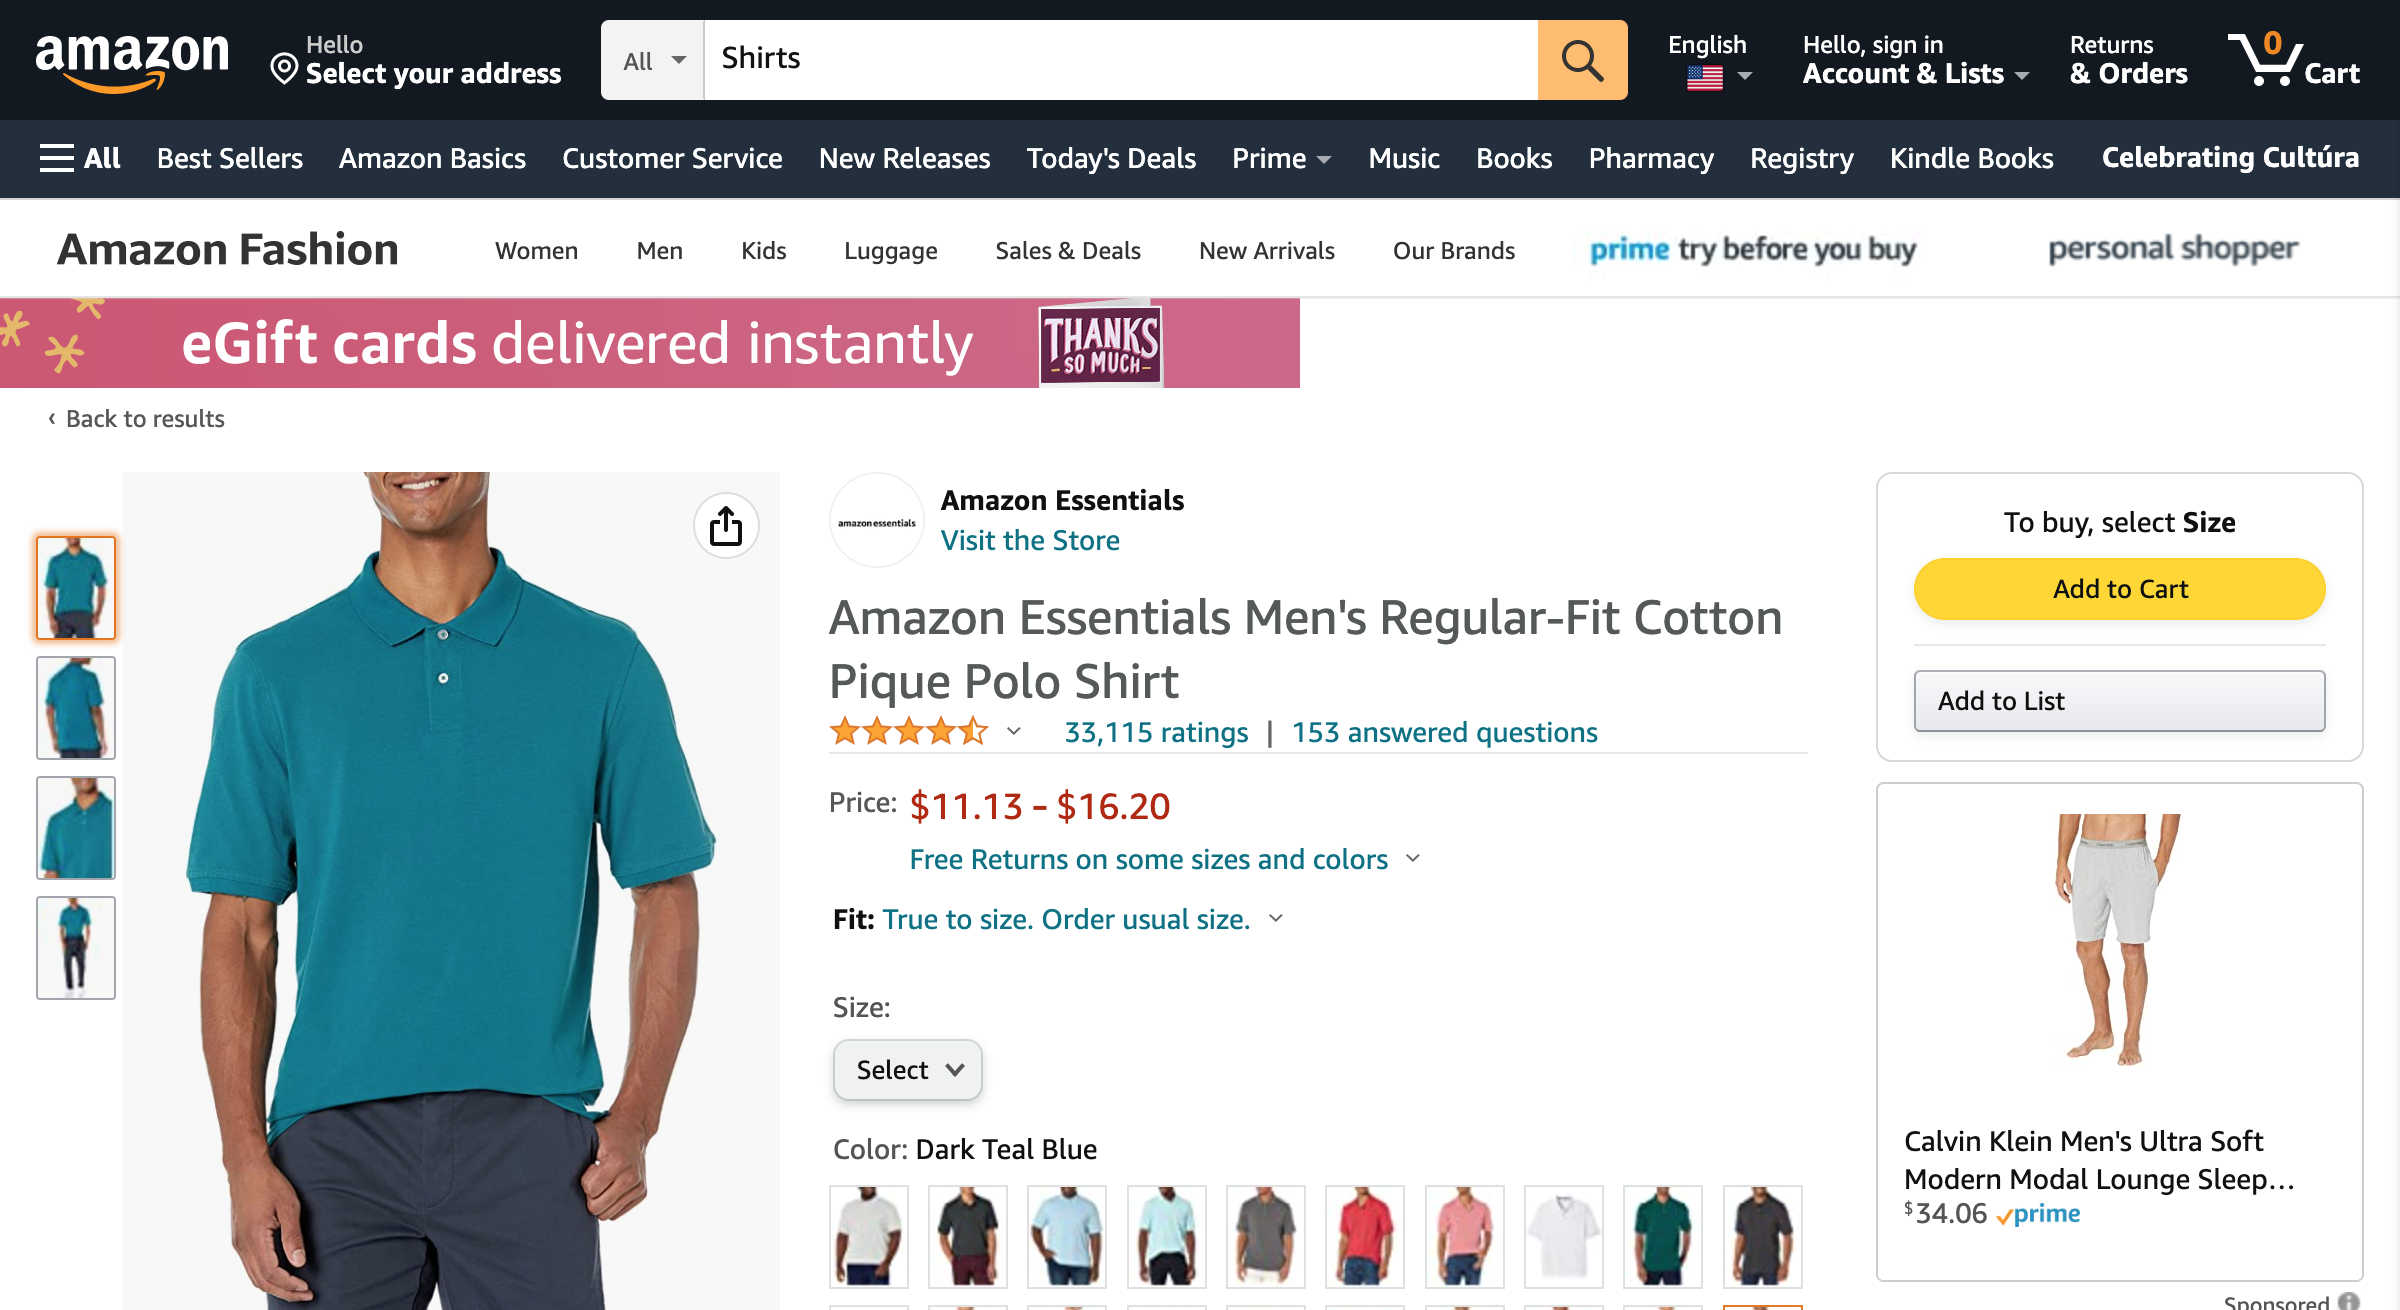 amazon
Hello
Select your address
All
Shirts
English
Hello, sign in
Account & Lists
Returns
& Orders
0
Cart
All
Best Sellers
Amazon Basics
Customer Service
New Releases
Today's Deals
Prime
Music
Books
Pharmacy
Registry
Kindle Books
Celebrating Cultúra
Amazon Fashion
Women
Men
Kids
Luggage
Sales & Deals
New Arrivals
Our Brands
prime try before you buy
personal shopper
eGift cards delivered instantly
THANKS
SO MUCH
‹ Back to results
amazon essentials
Amazon Essentials
Visit the Store
Amazon Essentials Men's Regular-Fit Cotton
Pique Polo Shirt
33,115 ratings | 153 answered questions
Price: $11.13 - $16.20
Free Returns on some sizes and colors
Fit: True to size. Order usual size.
Size:
Select
Color: Dark Teal Blue
To buy, select Size
Add to Cart
Add to List
Calvin Klein Men's Ultra Soft
Modern Modal Lounge Sleep...
$34.06 prime
Sponsored